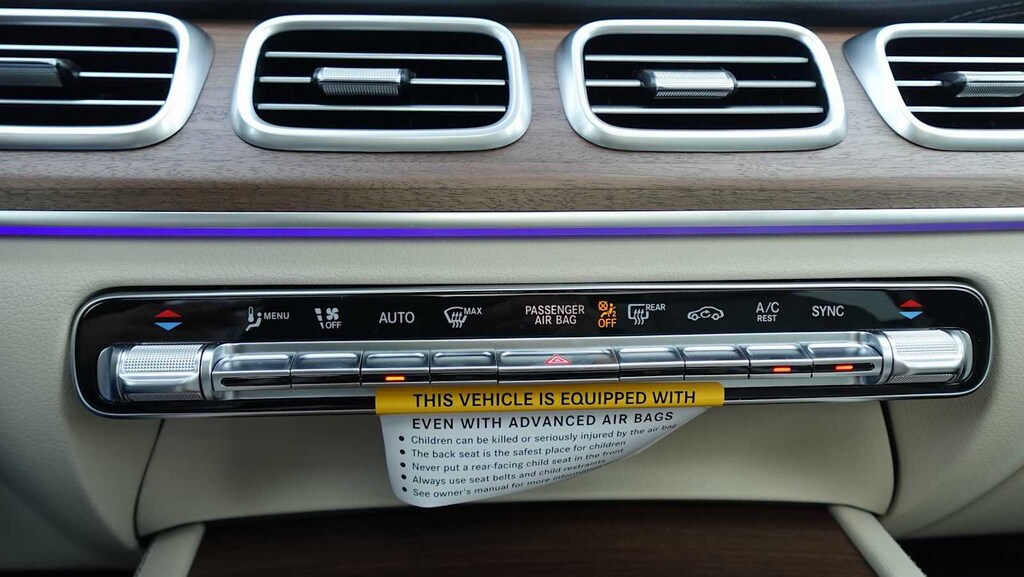 MENU
OFF
AUTO
MAX
PASSENGER
AIR BAG
OFF
REAR
A/C
REST
SYNC
THIS VEHICLE IS EQUIPPED WITH
EVEN WITH ADVANCED AIR BAGS
• Children can be killed or seriously injured by the air bag
• The back seat is the safest place for children
• Never put a rear-facing child seat in the front
• Always use seat belts and child restraints
• See owner's manual for more information